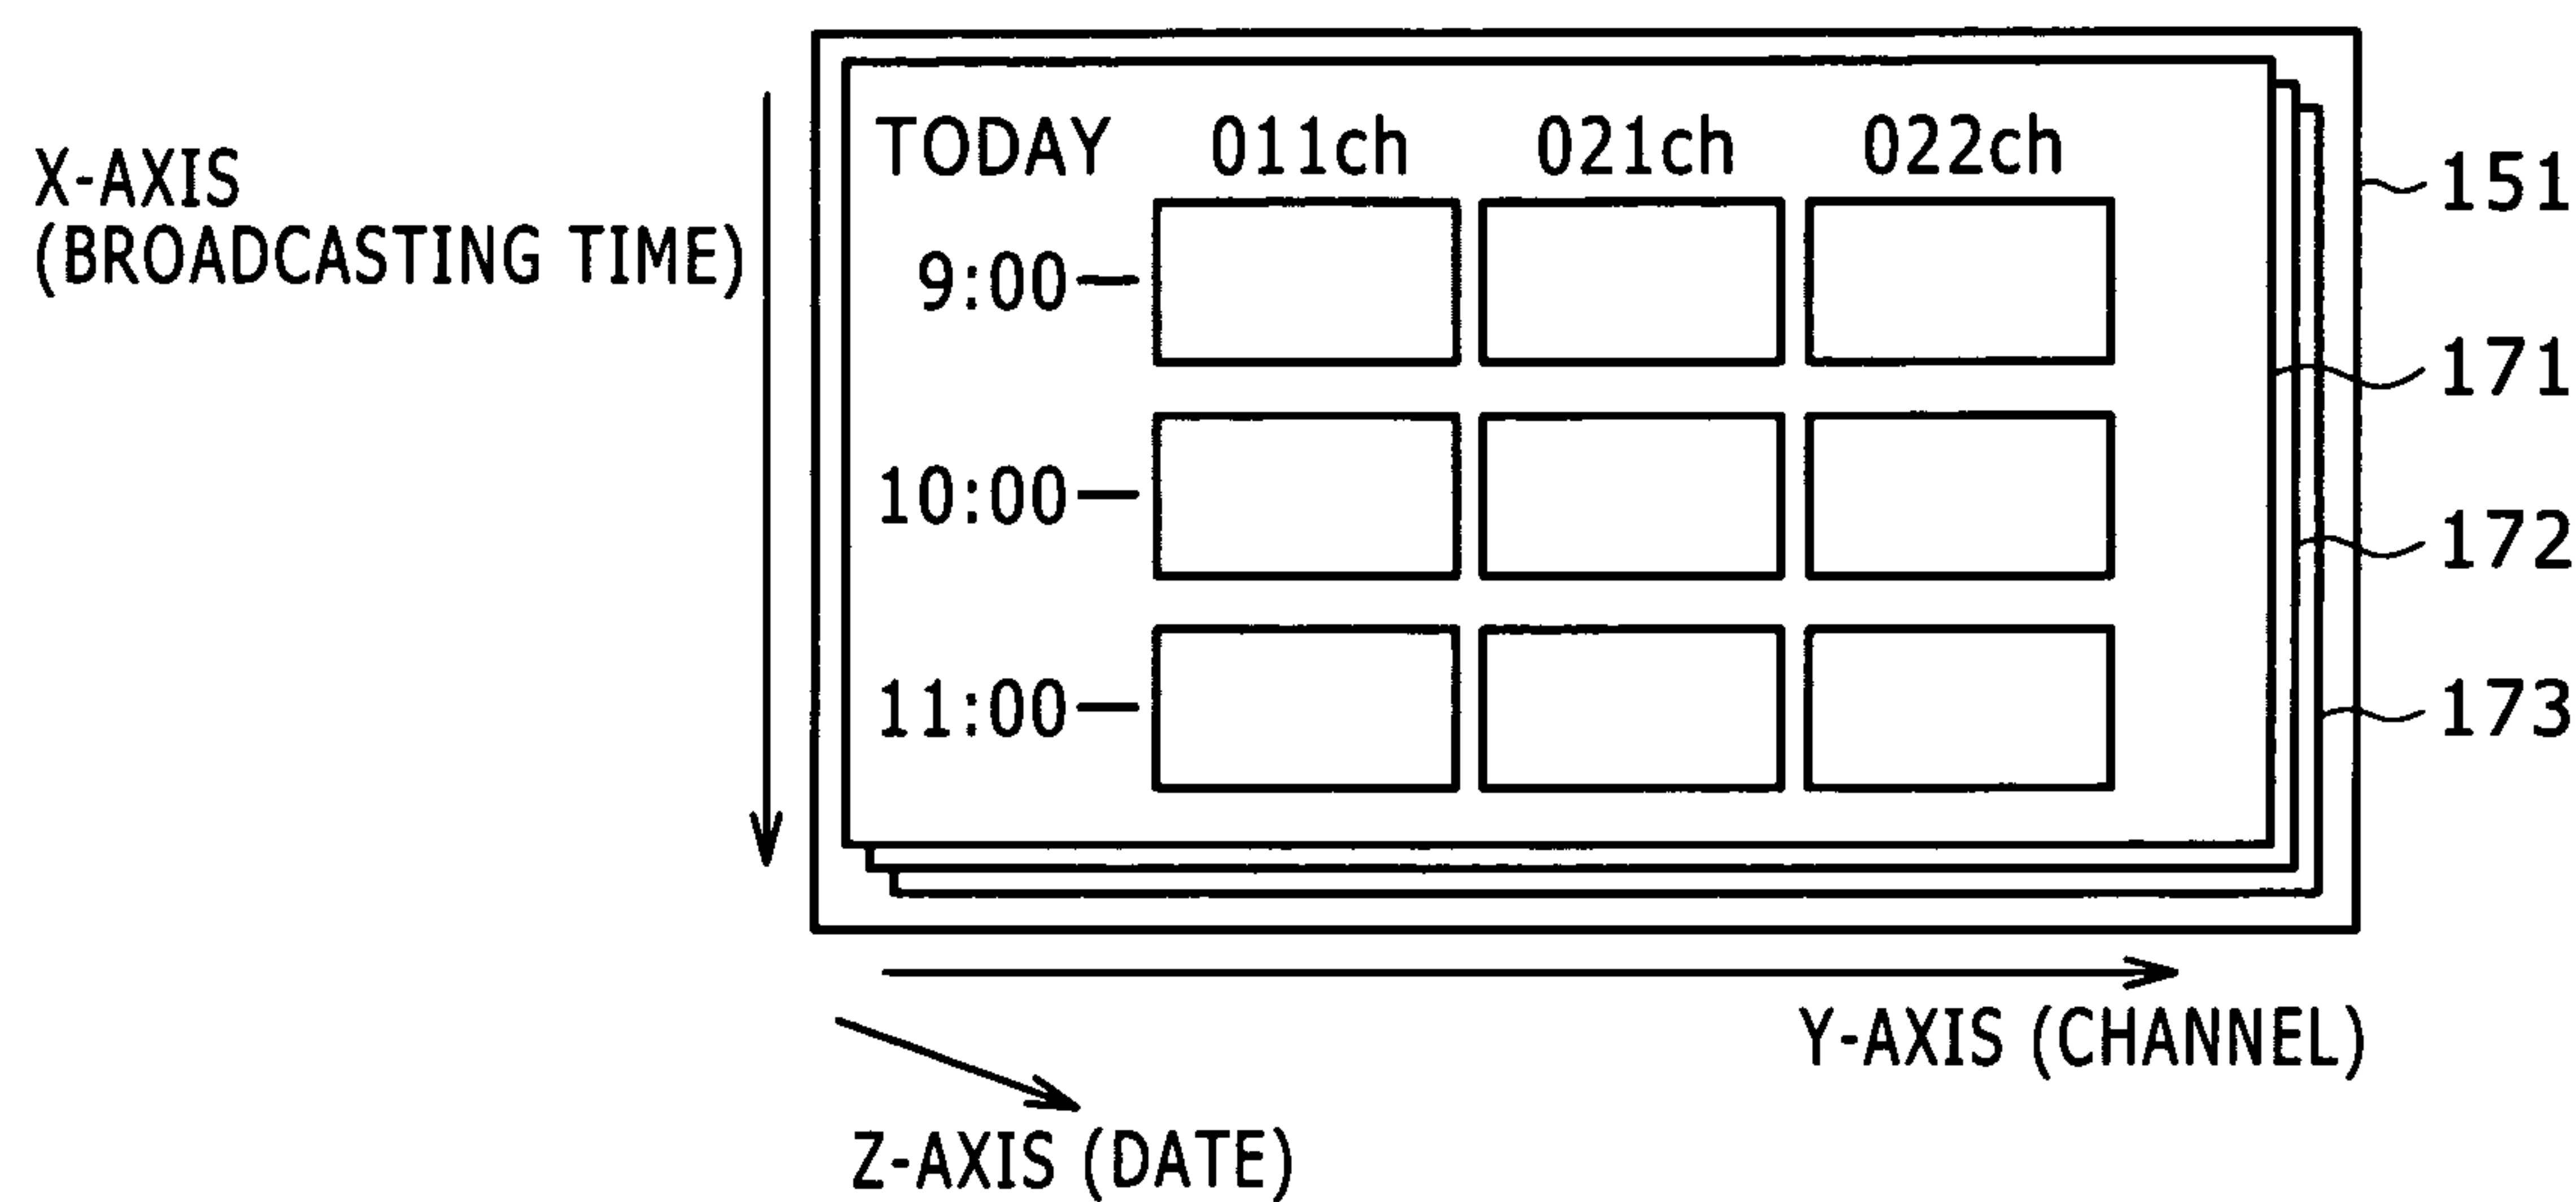 X-AXIS
(BROADCASTING TIME)
TODAY 011ch 021ch 022ch
9:00
10:00
11:00
151
171
172
173
Y-AXIS (CHANNEL)
Z-AXIS (DATE)